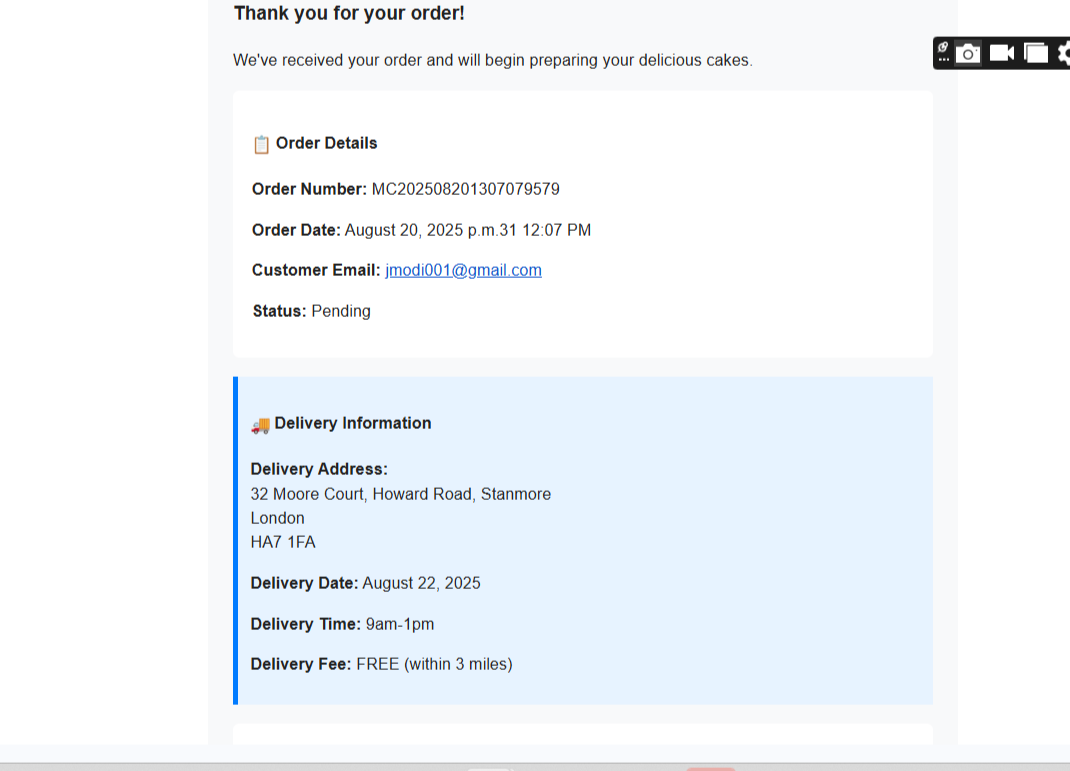 Thank you for your order!
We've received your order and will begin preparing your delicious cakes.
Order Details
Order Number: MC202508201307079579
Order Date: August 20, 2025 p.m.31 12:07 PM
Customer Email: jmodi001@gmail.com
Status: Pending
Delivery Information
Delivery Address:
32 Moore Court, Howard Road, Stanmore
London
HA7 1FA
Delivery Date: August 22, 2025
Delivery Time: 9am-1pm
Delivery Fee: FREE (within 3 miles)